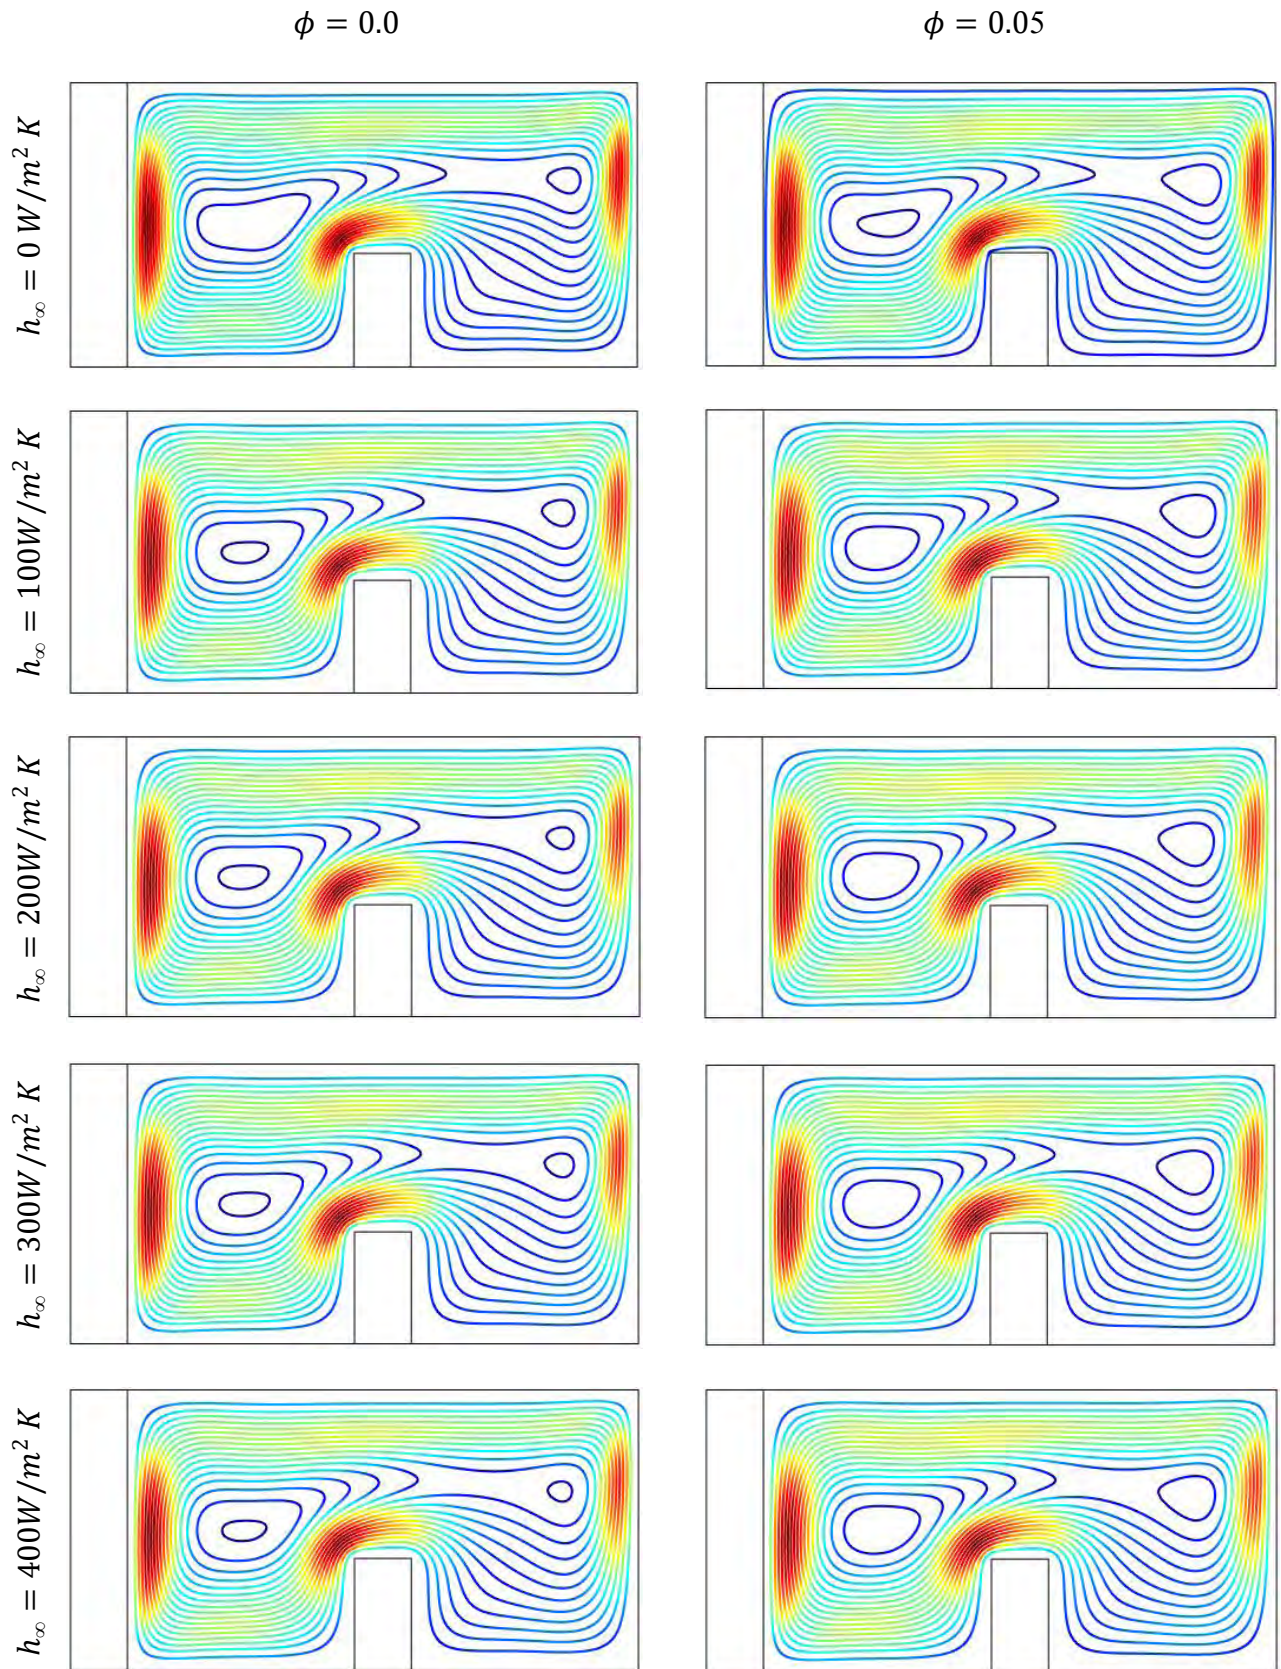 ϕ = 0.0
ϕ = 0.05
h∞ = 0 W/m² K
h∞ = 100W/m² K
h∞ = 200W/m² K
h∞ = 300W/m² K
h∞ = 400W/m² K